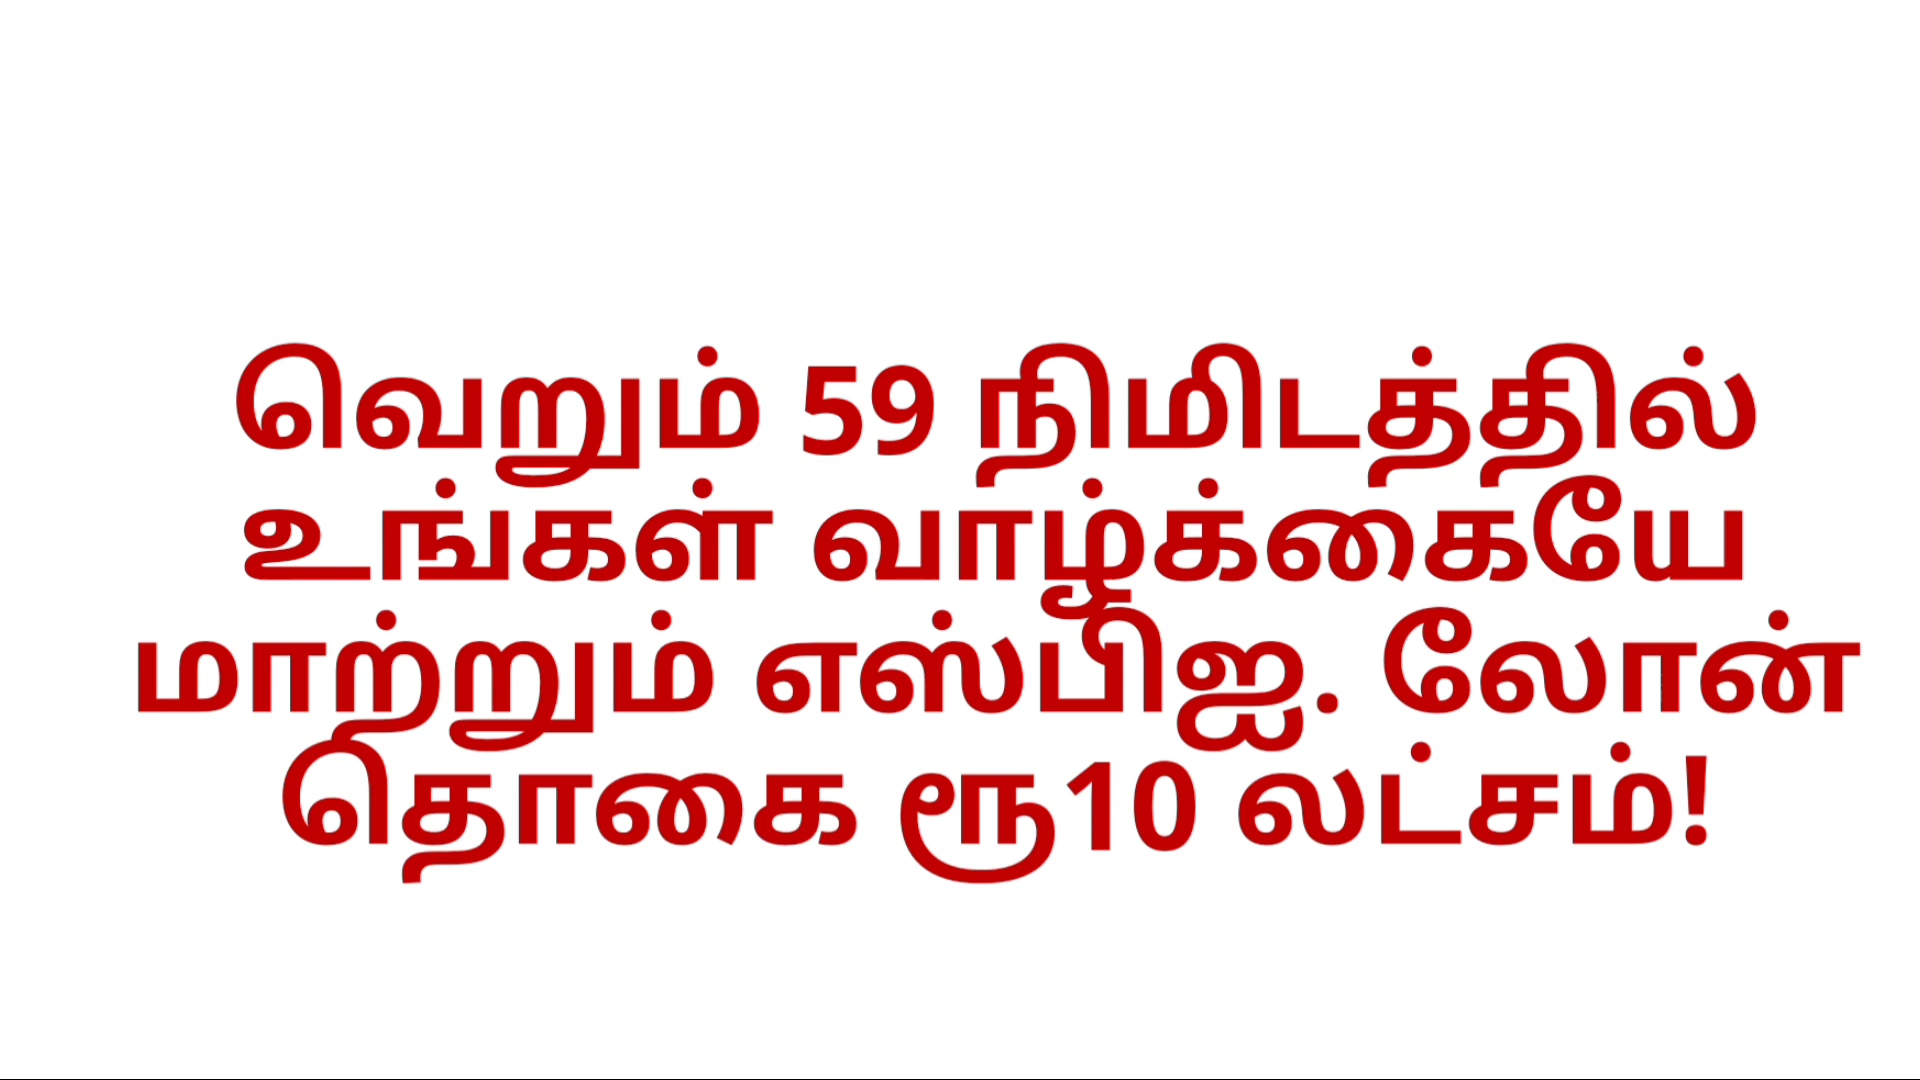 வெறும் 59 நிமிடத்தில்
உங்கள் வாழ்க்கையே
மாற்றும் எஸ்பிஐ. லோன்
தொகை ரூ10 லட்சம்!